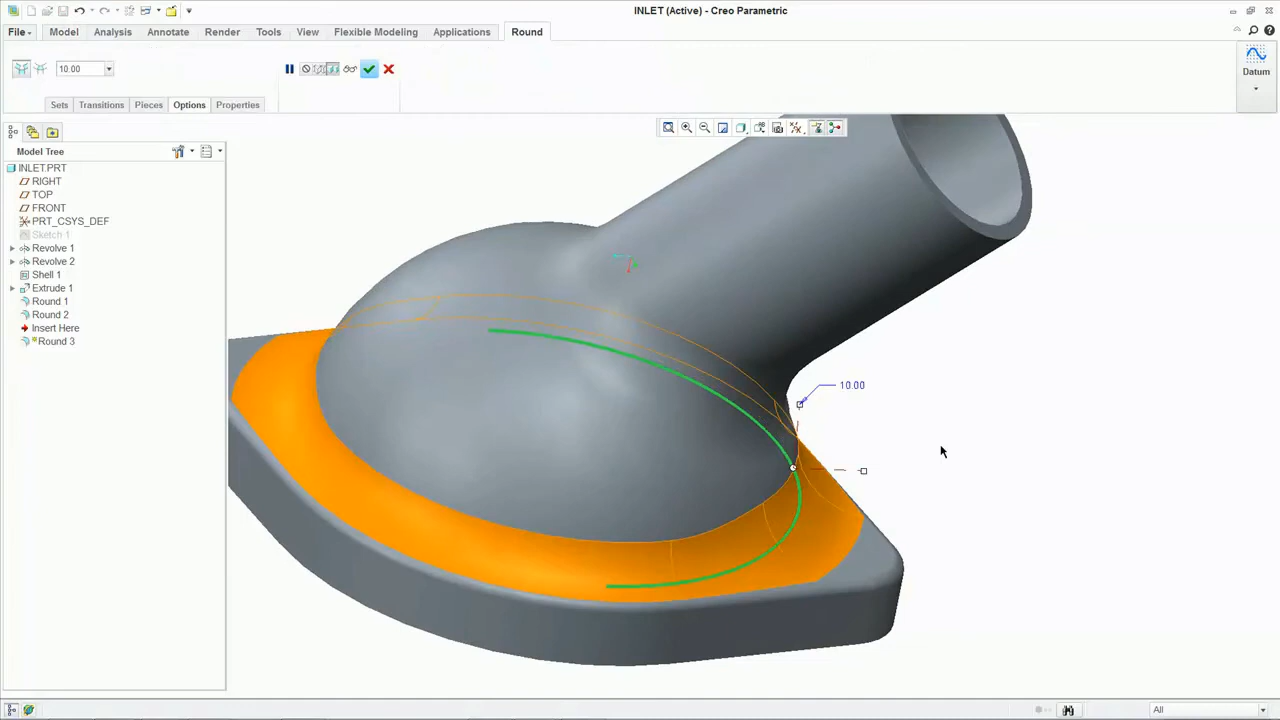 INLET (Active) - Creo Parametric
File Model Analysis Annotate Render Tools View Flexible Modeling Applications Round
10.00
Datum
Sets Transitions Pieces Options Properties
Model Tree
INLET.PRT
RIGHT
TOP
FRONT
PRT_CSYS_DEF
Sketch 1
Revolve 1
Revolve 2
Shell 1
Extrude 1
Round 1
Round 2
Insert Here
Round 3
10.00
All